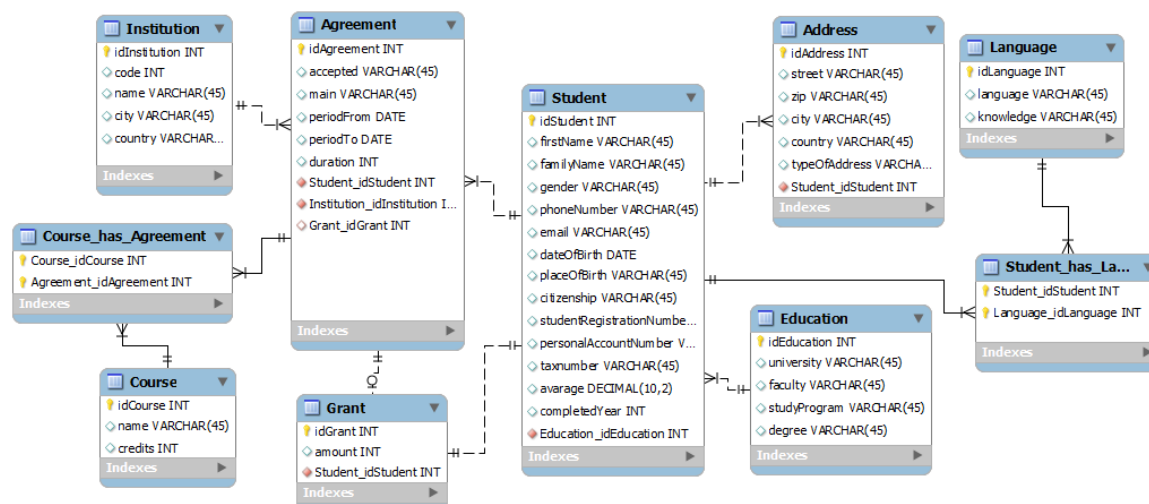 Institution
idInstitution INT
code INT
name VARCHAR(45)
city VARCHAR(45)
country VARCHAR...
Indexes
Agreement
idAgreement INT
accepted VARCHAR(45)
main VARCHAR(45)
periodFrom DATE
periodTo DATE
duration INT
Student_idStudent INT
Institution_idInstitution I...
Grant_idGrant INT
Indexes
Course_has_Agreement
Course_idCourse INT
Agreement_idAgreement INT
Indexes
Course
idCourse INT
name VARCHAR(45)
credits INT
Indexes
Grant
idGrant INT
amount INT
Student_idStudent INT
Indexes
Student
idStudent INT
firstName VARCHAR(45)
familyName VARCHAR(45)
gender VARCHAR(45)
phoneNumber VARCHAR(45)
email VARCHAR(45)
dateOfBirth DATE
placeOfBirth VARCHAR(45)
citizenship VARCHAR(45)
studentRegistrationNumbe...
personalAccountNumber V...
taxnumber VARCHAR(45)
avarage DECIMAL(10,2)
completedYear INT
Education_idEducation INT
Indexes
Address
idAddress INT
street VARCHAR(45)
zip VARCHAR(45)
city VARCHAR(45)
country VARCHAR(45)
typeOfAddress VARCHA...
Student_idStudent INT
Indexes
Education
idEducation INT
university VARCHAR(45)
faculty VARCHAR(45)
studyProgram VARCHAR(45)
degree VARCHAR(45)
Indexes
Language
idLanguage INT
language VARCHAR(45)
knowledge VARCHAR(45)
Indexes
Student_has_La...
Student_idStudent INT
Language_idLanguage INT
Indexes